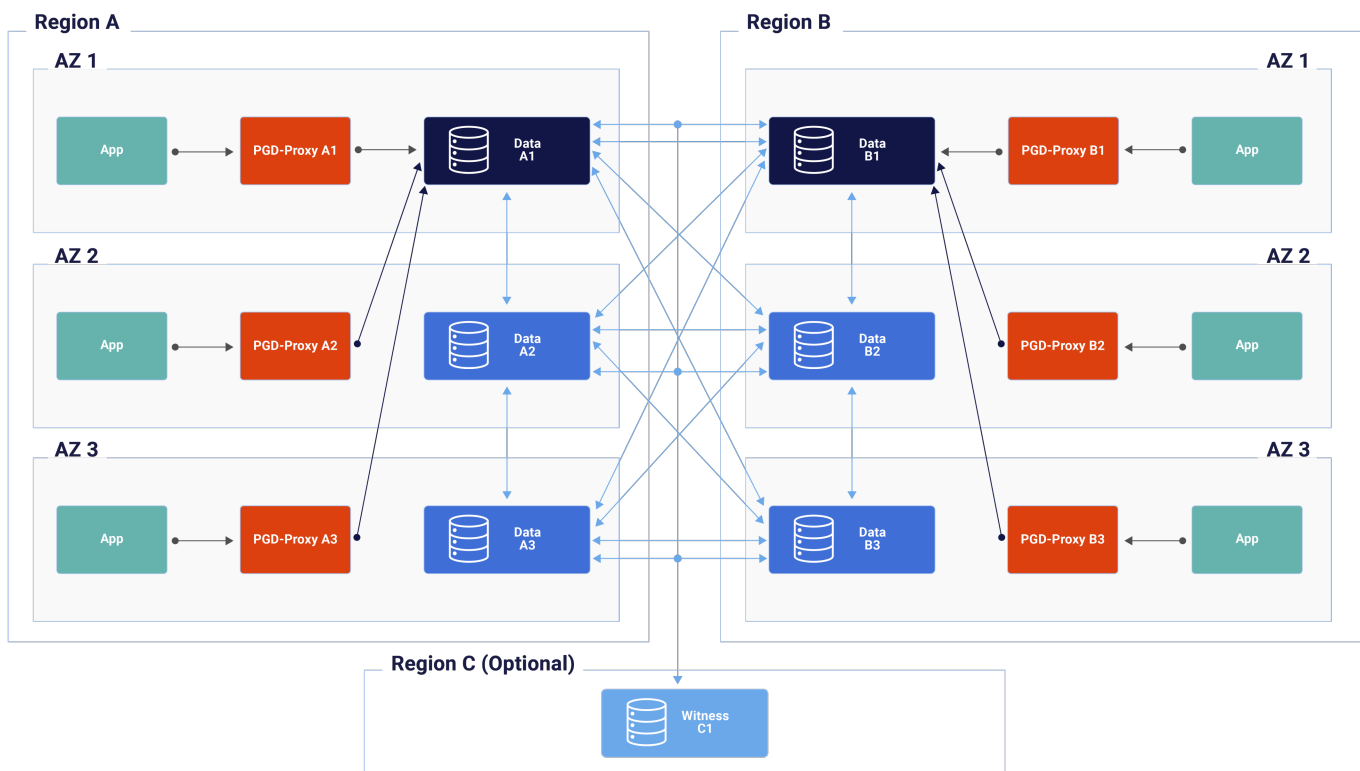 Region A
Region B
AZ 1
AZ 1
App
PGD-Proxy A1
Data
A1
Data
B1
PGD-Proxy B1
App
AZ 2
AZ 2
App
PGD-Proxy A2
Data
A2
Data
B2
PGD-Proxy B2
App
AZ 3
AZ 3
App
PGD-Proxy A3
Data
A3
Data
B3
PGD-Proxy B3
App
Region C (Optional)
Witness
C1